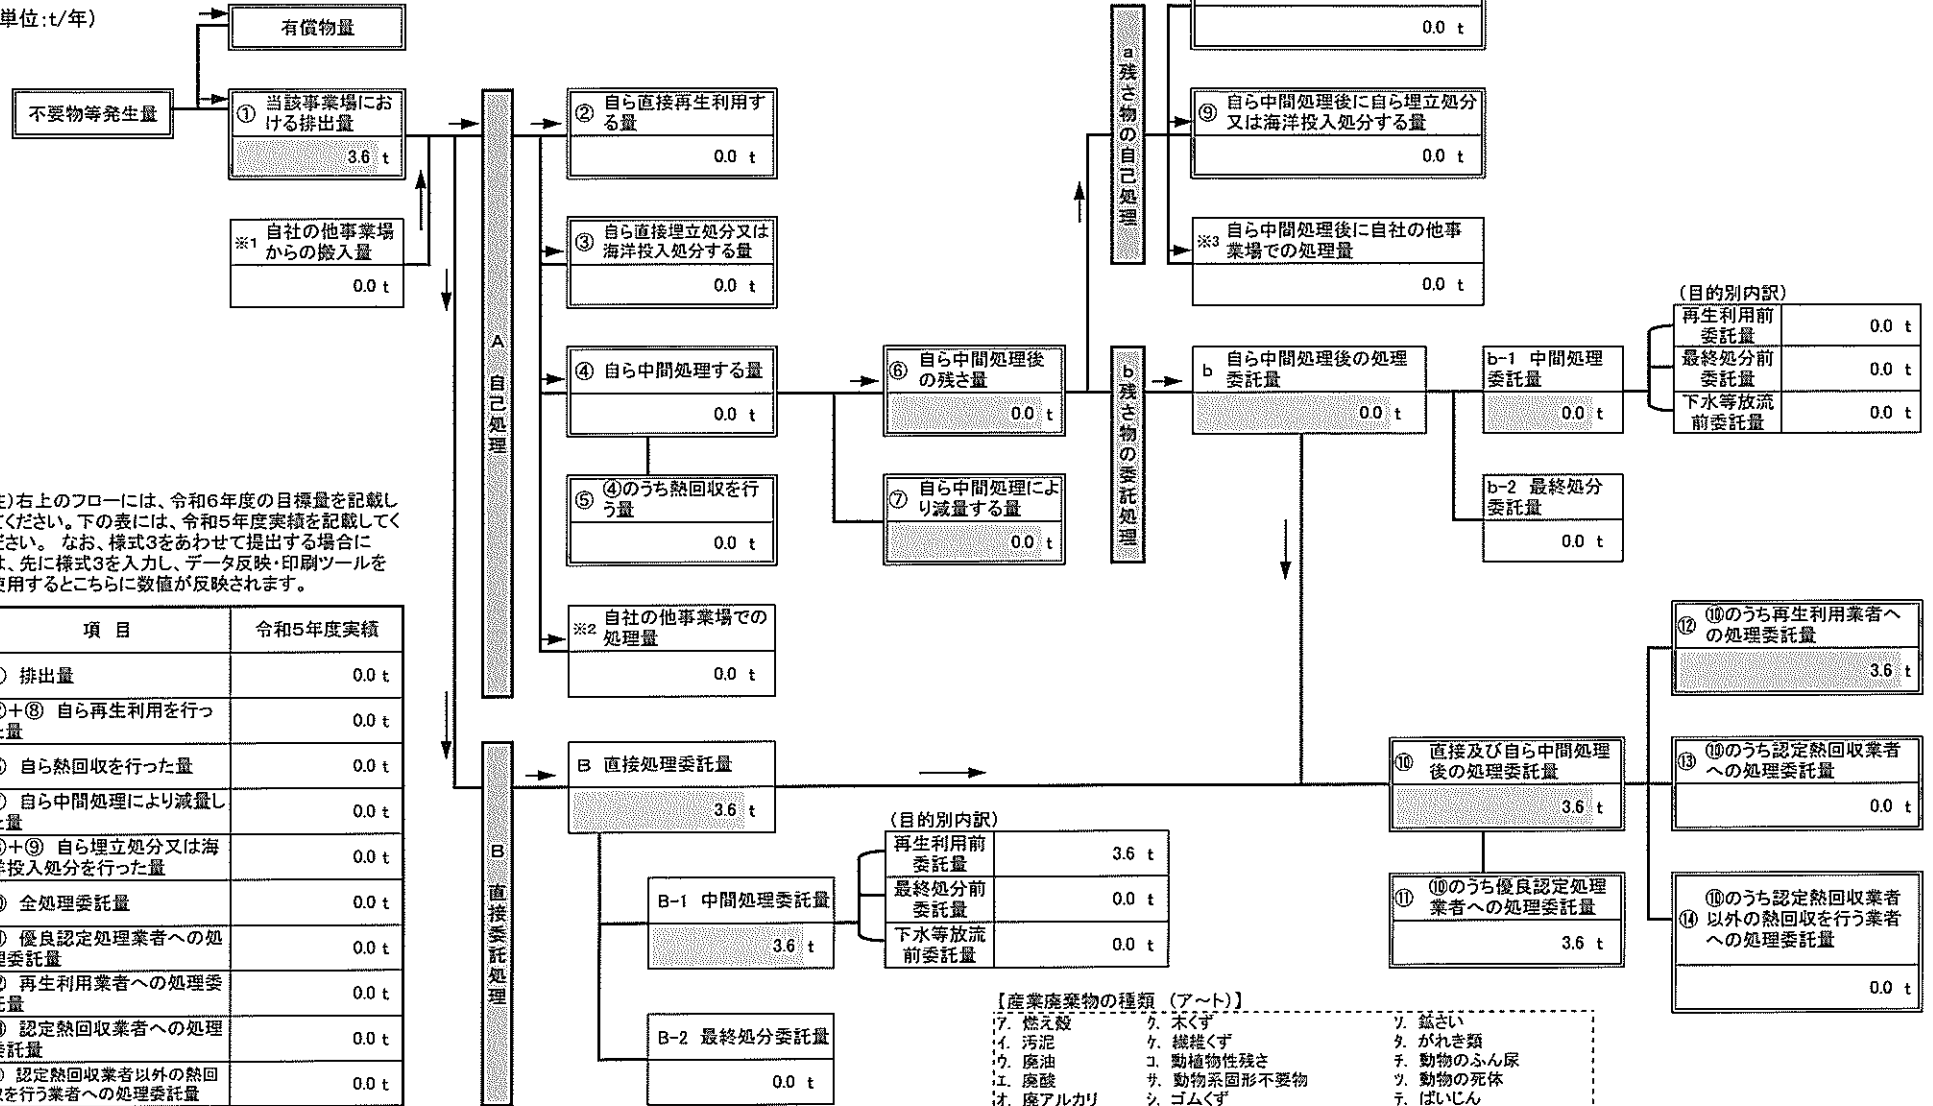 単位:t/年)
有償物量
不要物等発生量
① 当該事業場にお
ける排出量
3.6 t
※1 自社の他事業場
からの搬入量
0.0 t
A 自己処理
② 自ら直接再生利用す
る量
0.0 t
③ 自ら直接埋立処分又は
海洋投入処分する量
0.0 t
④ 自ら中間処理する量
0.0 t
⑤ ④のうち熱回収を行
う量
0.0 t
※2 自社の他事業場での
処理量
0.0 t
⑥ 自ら中間処理後
の残さ量
0.0 t
⑦ 自ら中間処理によ
り減量する量
0.0 t
a 残さ物の自己処理
0.0 t
⑨ 自ら中間処理後に自ら埋立処分
又は海洋投入処分する量
0.0 t
※3 自ら中間処理後に自社の他事
業場での処理量
0.0 t
b 残さ物の委託処理
b 自ら中間処理後の処理
委託量
0.0 t
b-1 中間処理
委託量
0.0 t
(目的別内訳)
再生利用前
委託量
0.0 t
最終処分前
委託量
0.0 t
下水等放流
前委託量
0.0 t
b-2 最終処分
委託量
0.0 t
)右上のフローには、令和6年度の目標量を記載し
ください。下の表には、令和5年度実績を記載してく
さい。 なお、様式3をあわせて提出する場合に
、先に様式3を入力し、データ反映・印刷ツールを
使用するとこちらに数値が反映されます。
項 目 令和5年度実績
排出量 0.0 t
+⑧ 自ら再生利用を行っ
量 0.0 t
自ら熱回収を行った量 0.0 t
自ら中間処理により減量し
量 0.0 t
+⑨ 自ら埋立処分又は海
洋投入処分を行った量 0.0 t
全処理委託量 0.0 t
優良認定処理業者への処
理委託量 0.0 t
再生利用業者への処理委
託量 0.0 t
認定熱回収業者への処理
委託量 0.0 t
認定熱回収業者以外の熱回
収を行う業者への処理委託量 0.0 t
B 直接委託処理
B 直接処理委託量
3.6 t
B-1 中間処理委託量
3.6 t
(目的別内訳)
再生利用前
委託量
3.6 t
最終処分前
委託量
0.0 t
下水等放流
前委託量
0.0 t
B-2 最終処分委託量
0.0 t
⑩ 直接及び自ら中間処理
後の処理委託量
3.6 t
⑪ ⑩のうち優良認定処理
業者への処理委託量
3.6 t
⑫ ⑩のうち再生利用業者へ
の処理委託量
3.6 t
⑬ ⑩のうち認定熱回収業者
への処理委託量
0.0 t
⑭ ⑩のうち認定熱回収業者
以外の熱回収を行う業者
への処理委託量
0.0 t
【産業廃棄物の種類 (ア~ト)】
ア. 燃え殻 ク. 木くず ソ. 鉱さい
イ. 汚泥 ケ. 繊維くず タ. がれき類
ウ. 廃油 コ. 動植物性残さ チ. 動物のふん尿
エ. 廃酸 サ. 動物系固形不要物 ツ. 動物の死体
オ. 廃アルカリ シ. ゴムくず テ. ばいじん